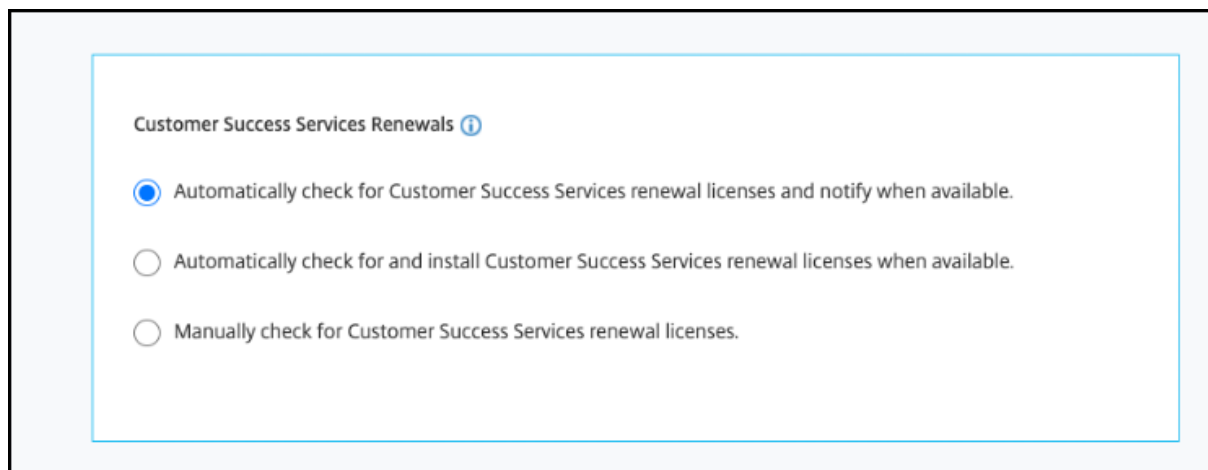 Customer Success Services Renewals
Automatically check for Customer Success Services renewal licenses and notify when available.
Automatically check for and install Customer Success Services renewal licenses when available.
Manually check for Customer Success Services renewal licenses.